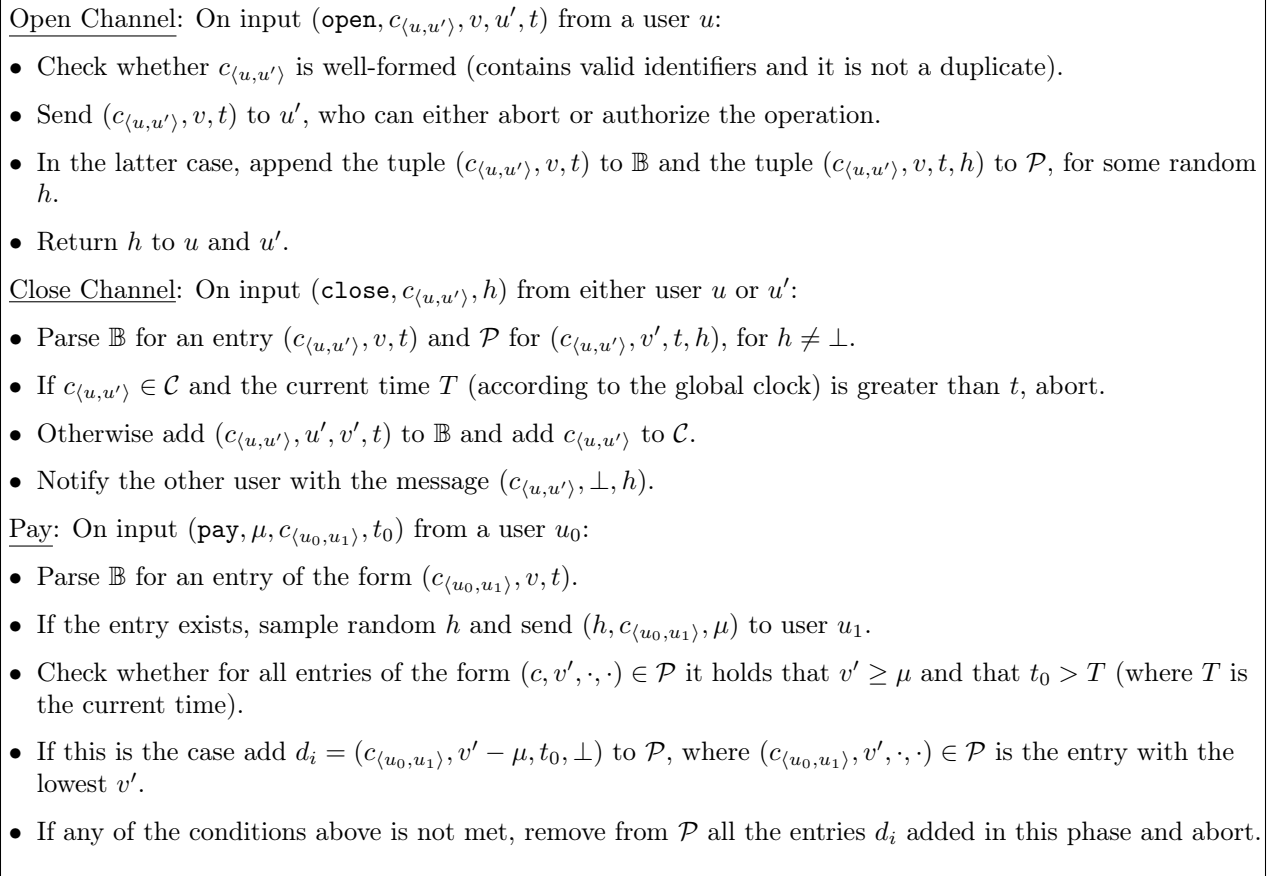 Open Channel: On input (open, c⟨u,u′⟩, v, u′, t) from a user u:
• Check whether c⟨u,u′⟩ is well-formed (contains valid identifiers and it is not a duplicate).
• Send (c⟨u,u′⟩, v, t) to u′, who can either abort or authorize the operation.
• In the latter case, append the tuple (c⟨u,u′⟩, v, t) to 𝔹 and the tuple (c⟨u,u′⟩, v, t, h) to 𝒫, for some random
h.
• Return h to u and u′.
Close Channel: On input (close, c⟨u,u′⟩, h) from either user u or u′:
• Parse 𝔹 for an entry (c⟨u,u′⟩, v, t) and 𝒫 for (c⟨u,u′⟩, v′, t, h), for h ≠ ⊥.
• If c⟨u,u′⟩ ∈ 𝒞 and the current time T (according to the global clock) is greater than t, abort.
• Otherwise add (c⟨u,u′⟩, u′, v′, t) to 𝔹 and add c⟨u,u′⟩ to 𝒞.
• Notify the other user with the message (c⟨u,u′⟩, ⊥, h).
Pay: On input (pay, μ, c⟨u₀,u₁⟩, t₀) from a user u₀:
• Parse 𝔹 for an entry of the form (c⟨u₀,u₁⟩, v, t).
• If the entry exists, sample random h and send (h, c⟨u₀,u₁⟩, μ) to user u₁.
• Check whether for all entries of the form (c, v′, ·, ·) ∈ 𝒫 it holds that v′ ≥ μ and that t₀ > T (where T is
the current time).
• If this is the case add dᵢ = (c⟨u₀,u₁⟩, v′ − μ, t₀, ⊥) to 𝒫, where (c⟨u₀,u₁⟩, v′, ·, ·) ∈ 𝒫 is the entry with the
lowest v′.
• If any of the conditions above is not met, remove from 𝒫 all the entries dᵢ added in this phase and abort.